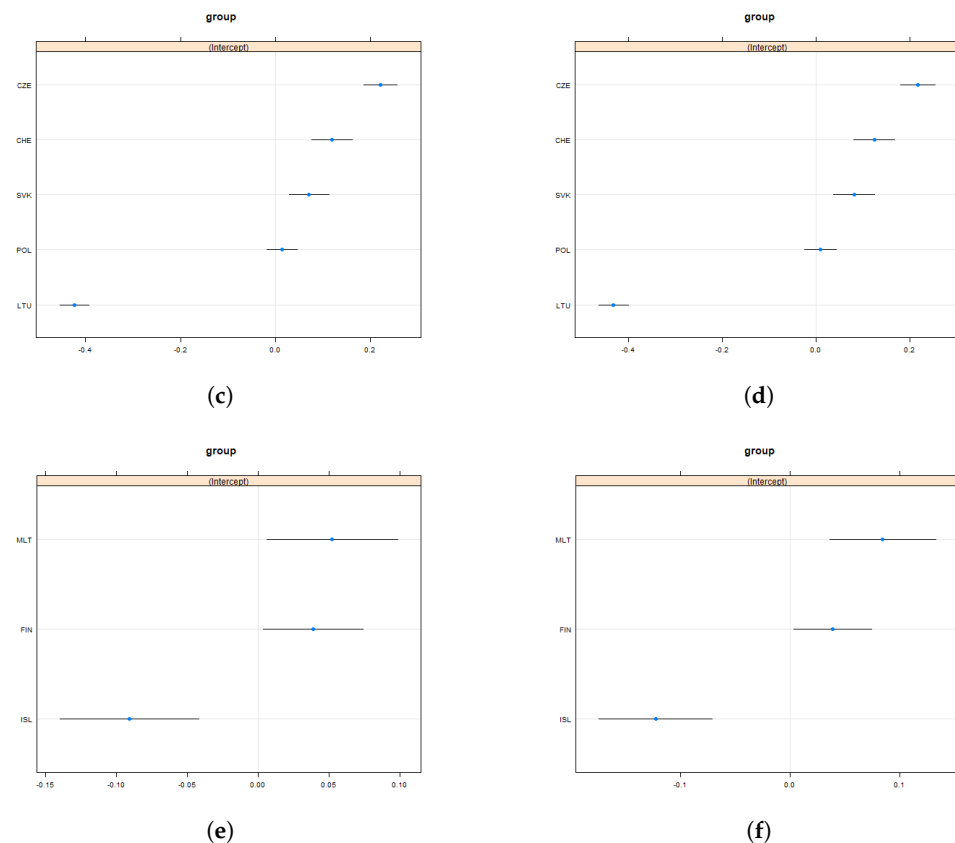 group
(Intercept)
CZE
CHE
SVK
POL
LTU
-0.4 -0.2 0.0 0.2
(c)
group
(Intercept)
CZE
CHE
SVK
POL
LTU
-0.4 -0.2 0.0 0.2
(d)
group
(Intercept)
MLT
FIN
ISL
-0.15 -0.10 -0.05 0.00 0.05 0.10
(e)
group
(Intercept)
MLT
FIN
ISL
-0.1 0.0 0.1
(f)